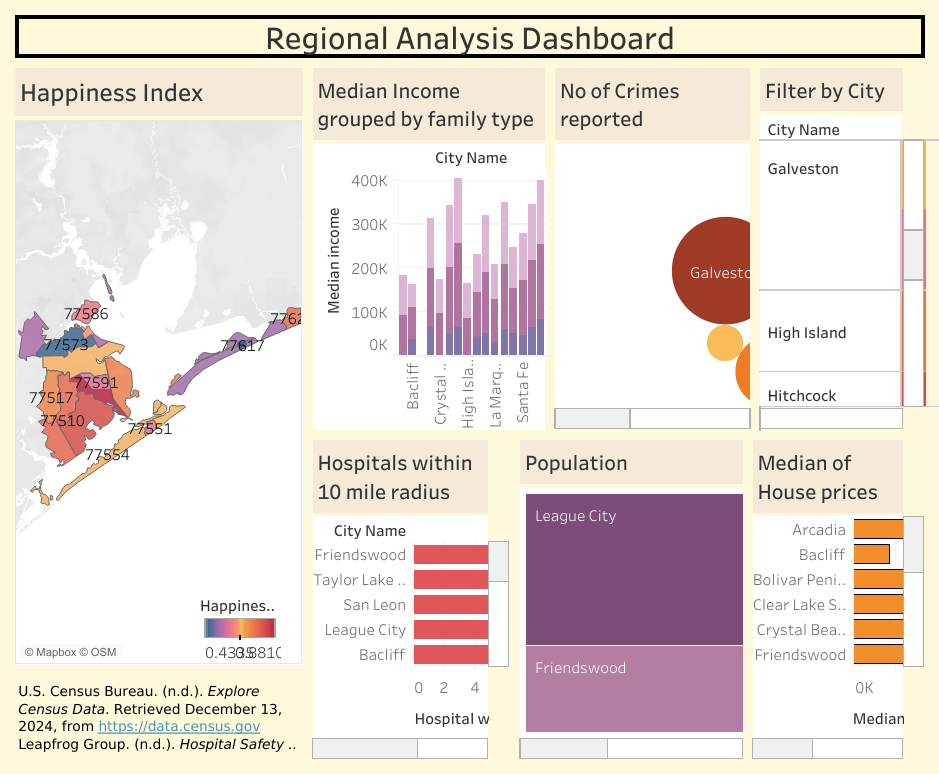 Regional Analysis Dashboard
Happiness Index
77586
7762
77573
77617
77591
77517
77510
77551
77554
Happines..
0.433
© Mapbox © OSM
U.S. Census Bureau. (n.d.). Explore
Census Data. Retrieved December 13,
2024, from https://data.census.gov
Leapfrog Group. (n.d.). Hospital Safety ..
Median Income
grouped by family type
City Name
400K
300K
200K
100K
0K
Median income
Bacliff
Crystal ..
High Isla..
La Marq..
Santa Fe
No of Crimes
reported
Galvesto
Filter by City
City Name
Galveston
High Island
Hitchcock
Hospitals within
10 mile radius
City Name
Friendswood
Taylor Lake ..
San Leon
League City
Bacliff
0 2 4
Hospital w
Population
League City
Friendswood
Median of
House prices
Arcadia
Bacliff
Bolivar Peni..
Clear Lake S..
Crystal Bea..
Friendswood
0K
Median